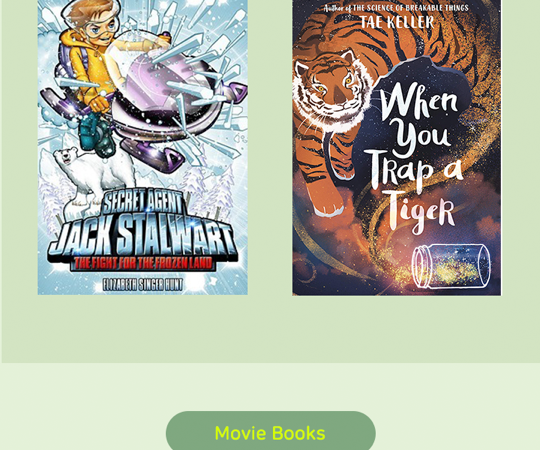 SECRET AGENT
JACK STALWART
THE FIGHT FOR THE FROZEN LAND
ELIZABETH SINGER HUNT
Author of THE SCIENCE OF BREAKABLE THINGS
TAE KELLER
When
You
TRap a
TigeR
Movie Books